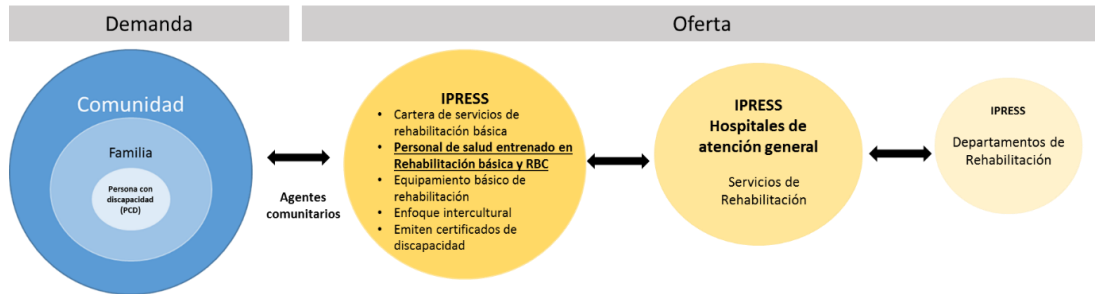 Demanda
Oferta
Comunidad
Familia
Persona con
discapacidad
(PCD)
Agentes
comunitarios
IPRESS
• Cartera de servicios de
rehabilitación básica
• Personal de salud entrenado en
Rehabilitación básica y RBC
• Equipamiento básico de
rehabilitación
• Enfoque intercultural
• Emiten certificados de
discapacidad
IPRESS
Hospitales de
atención general
Servicios de
Rehabilitación
IPRESS
Departamentos de
Rehabilitación